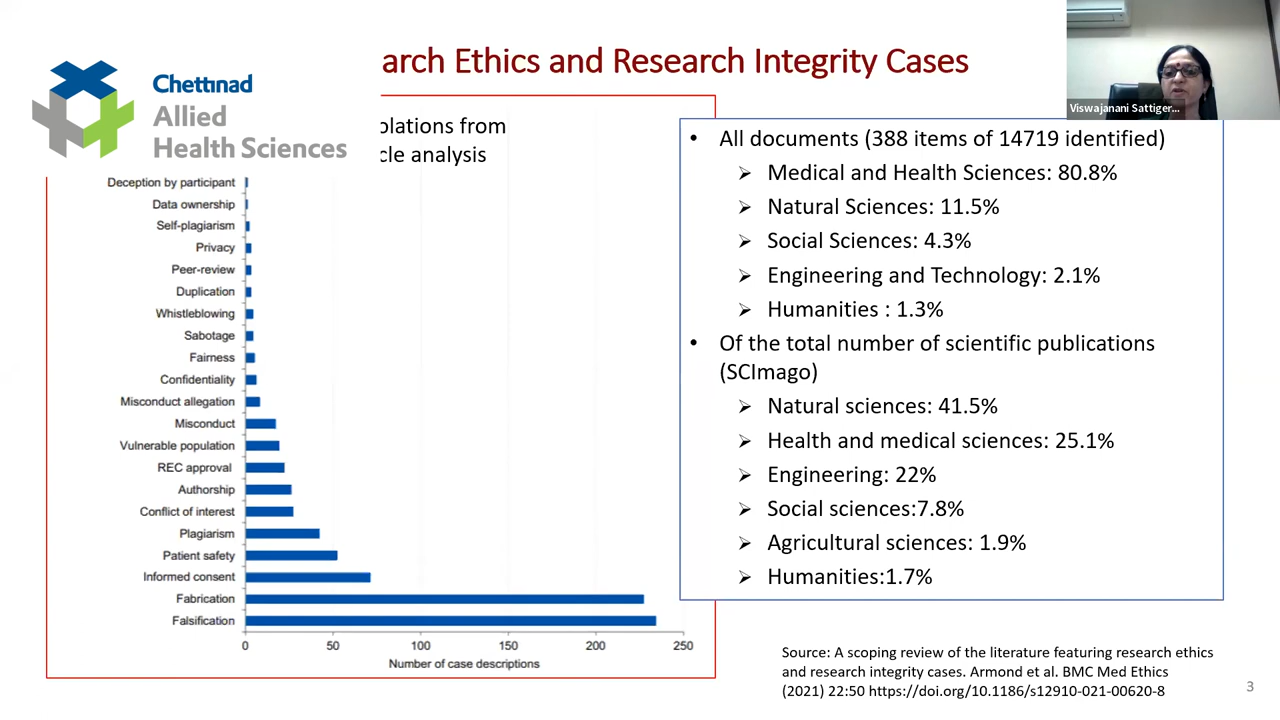 arch Ethics and Research Integrity Cases
Chettinad
Allied
Health Sciences
Viswajanani Sattiger...
olations from
cle analysis
Deception by participant
Data ownership
Self-plagiarism
Privacy
Peer-review
Duplication
Whistleblowing
Sabotage
Fairness
Confidentiality
Misconduct allegation
Misconduct
Vulnerable population
REC approval
Authorship
Conflict of interest
Plagiarism
Patient safety
Informed consent
Fabrication
Falsification
0 50 100 150 200 250
Number of case descriptions
• All documents (388 items of 14719 identified)
➢ Medical and Health Sciences: 80.8%
➢ Natural Sciences: 11.5%
➢ Social Sciences: 4.3%
➢ Engineering and Technology: 2.1%
➢ Humanities : 1.3%
• Of the total number of scientific publications
(SCImago)
➢ Natural sciences: 41.5%
➢ Health and medical sciences: 25.1%
➢ Engineering: 22%
➢ Social sciences:7.8%
➢ Agricultural sciences: 1.9%
➢ Humanities:1.7%
Source: A scoping review of the literature featuring research ethics
and research integrity cases. Armond et al. BMC Med Ethics
(2021) 22:50 https://doi.org/10.1186/s12910-021-00620-8
3